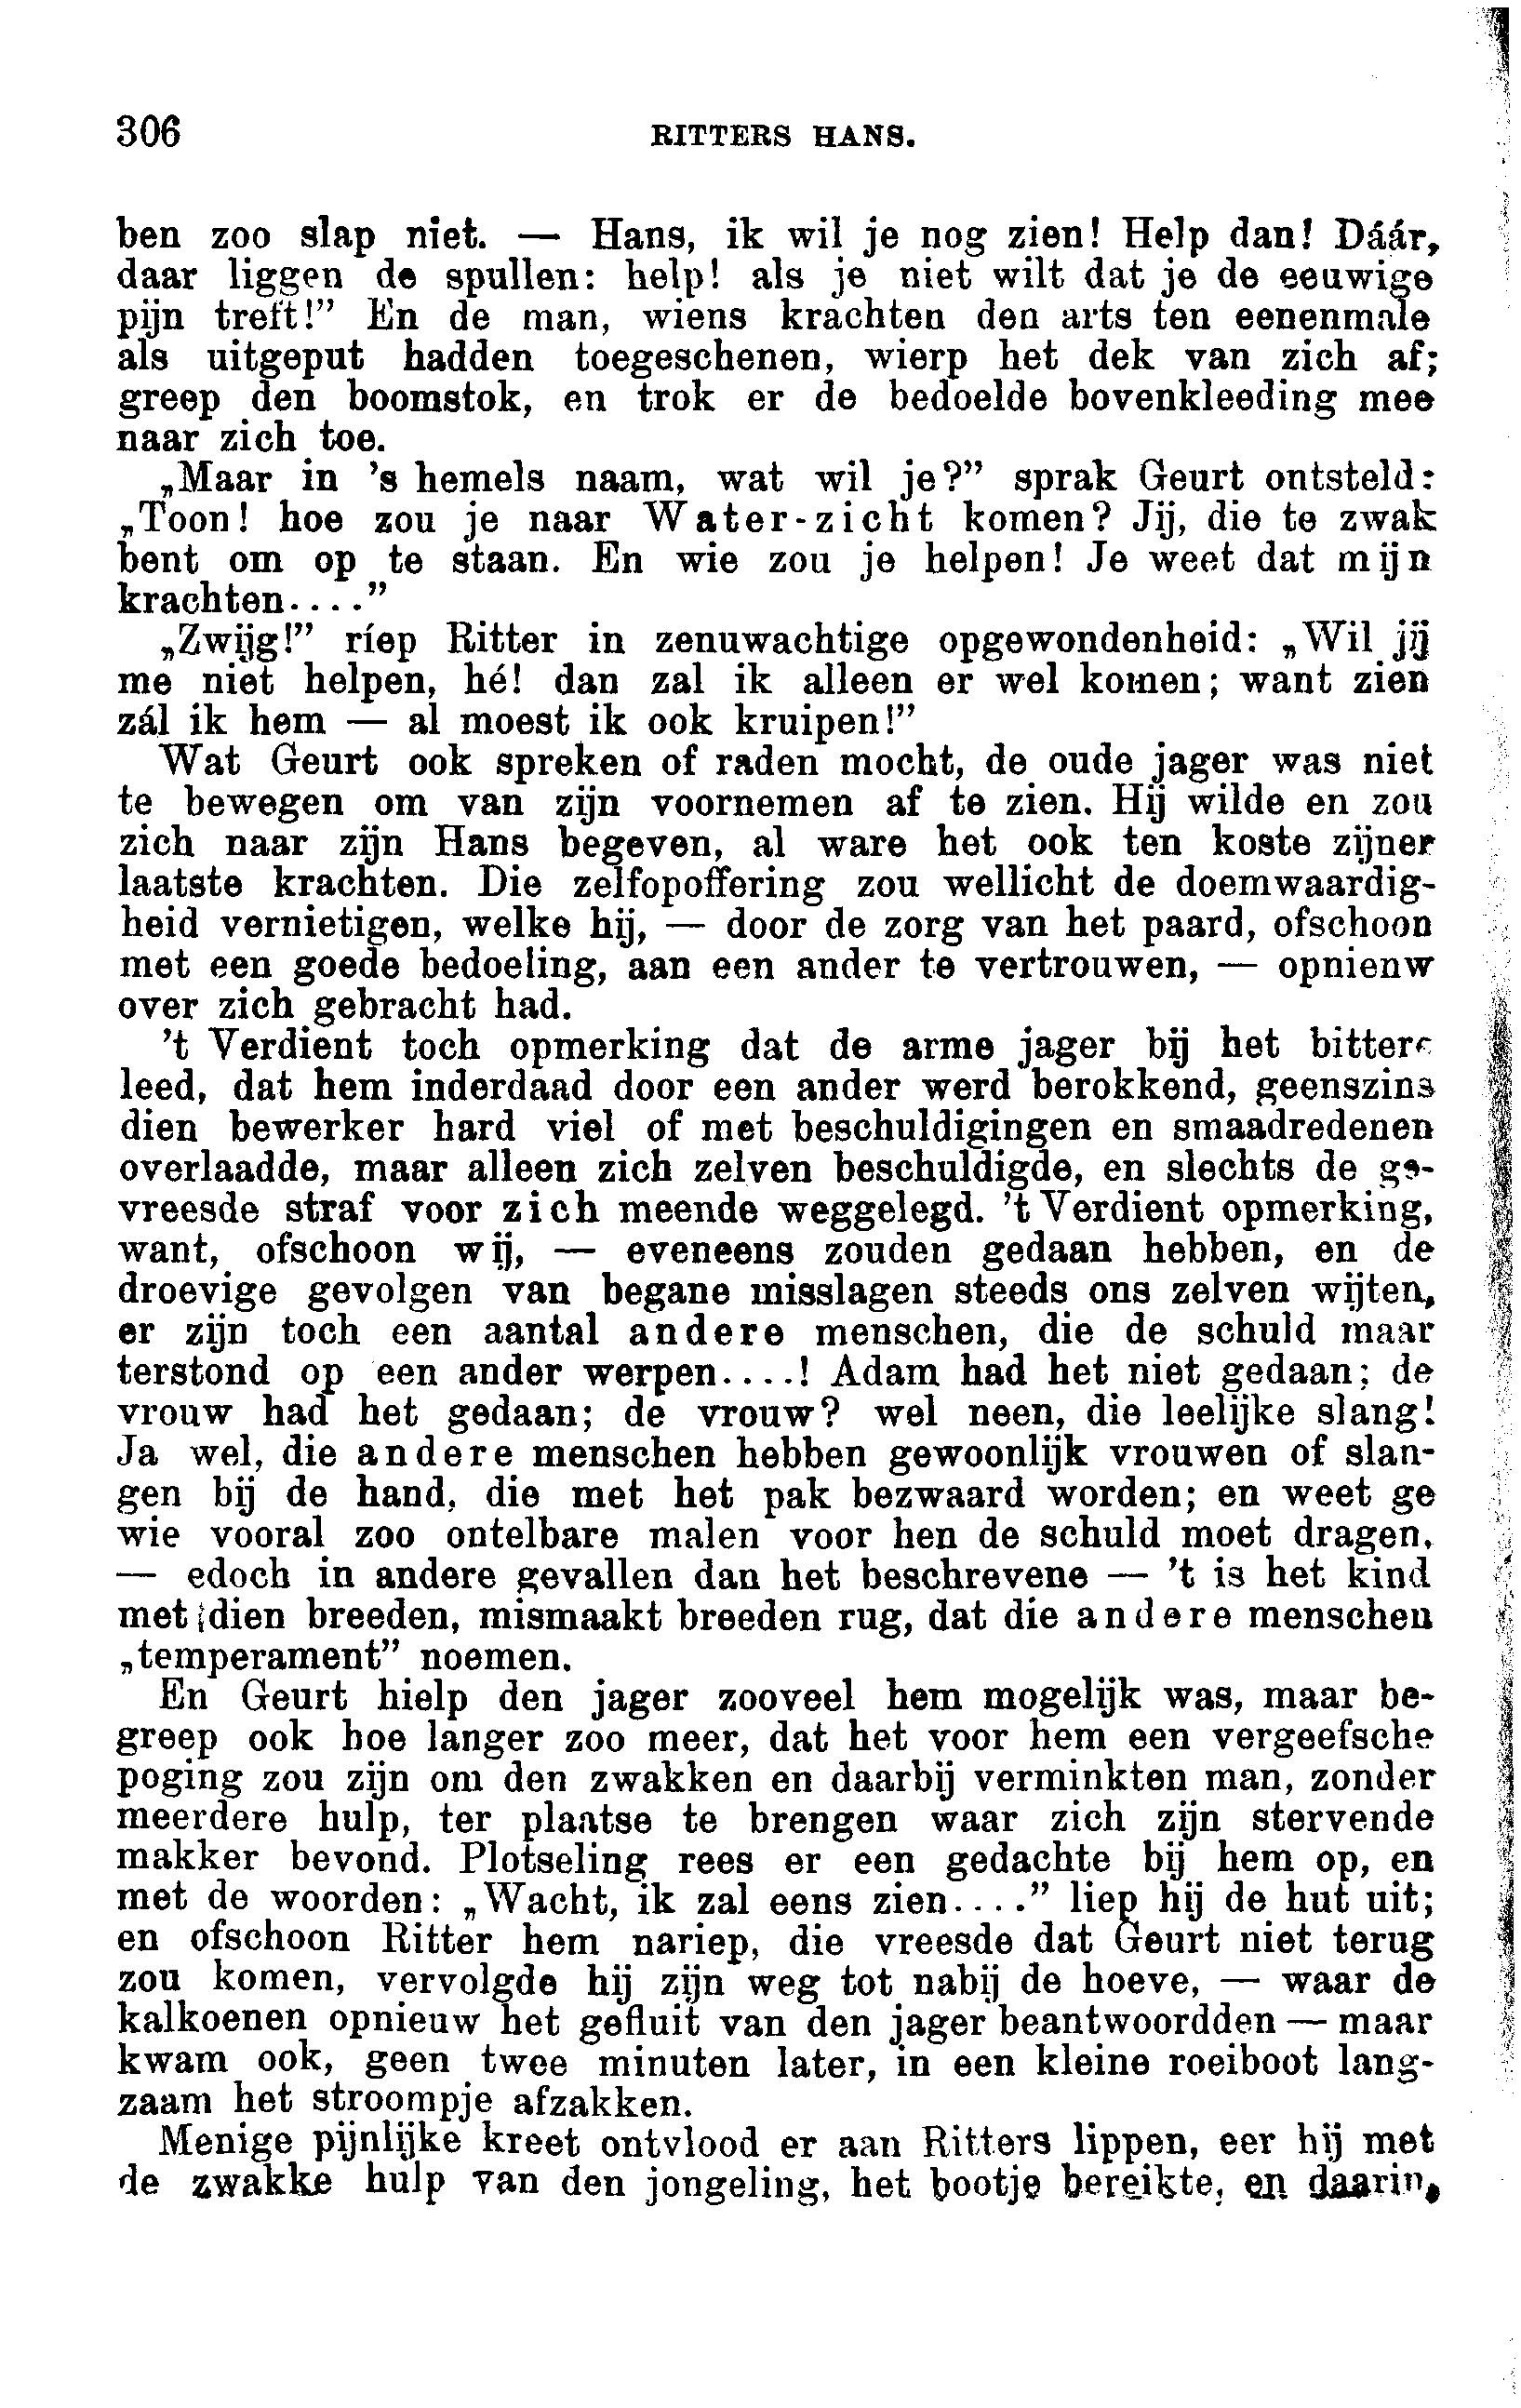 306 RITTERS HANS.
ben zoo slap niet. — Hans, ik wil je nog zien! Help dan! Dáár,
daar liggen de spullen: help! als je niet wilt dat je de eeuwige
pijn treft!” En de man, wiens krachten den arts ten eenenmale
als uitgeput hadden toegeschenen, wierp het dek van zich af;
greep den boomstok, en trok er de bedoelde bovenkleeding mee
naar zich toe.
„Maar in ’s hemels naam, wat wil je?” sprak Geurt ontsteld:
„Toon! hoe zou je naar Water-zicht komen? Jij, die te zwak
bent om op te staan. En wie zou je helpen! Je weet dat mijn
krachten....”
„Zwijg!” ríep Ritter in zenuwachtige opgewondenheid: „Wil jij
me niet helpen, hé! dan zal ik alleen er wel komen; want zien
zál ik hem — al moest ik ook kruipen!”
Wat Geurt ook spreken of raden mocht, de oude jager was niet
te bewegen om van zijn voornemen af te zien. Hij wilde en zou
zich naar zijn Hans begeven, al ware het ook ten koste zijner
laatste krachten. Die zelfopoffering zou wellicht de doemwaardig-
heid vernietigen, welke hij, — door de zorg van het paard, ofschoon
met een goede bedoeling, aan een ander te vertrouwen, — opnienw
over zich gebracht had.
’t Verdient toch opmerking dat de arme jager bij het bittere
leed, dat hem inderdaad door een ander werd berokkend, geenszins
dien bewerker hard viel of met beschuldigingen en smaadredenen
overlaadde, maar alleen zich zelven beschuldigde, en slechts de ge-
vreesde straf voor zich meende weggelegd. ’t Verdient opmerking,
want, ofschoon wij, — eveneens zouden gedaan hebben, en de
droevige gevolgen van begane misslagen steeds ons zelven wijten,
er zijn toch een aantal andere menschen, die de schuld maar
terstond op een ander werpen....! Adam had het niet gedaan; de
vrouw had het gedaan; de vrouw? wel neen, die leelijke slang!
Ja wel, die andere menschen hebben gewoonlijk vrouwen of slan-
gen bij de hand, die met het pak bezwaard worden; en weet ge
wie vooral zoo ontelbare malen voor hen de schuld moet dragen,
— edoch in andere gevallen dan het beschrevene — ’t is het kind
met dien breeden, mismaakt breeden rug, dat die andere menschen
„temperament” noemen.
En Geurt hielp den jager zooveel hem mogelijk was, maar be-
greep ook hoe langer zoo meer, dat het voor hem een vergeefsche
poging zou zijn om den zwakken en daarbij verminkten man, zonder
meerdere hulp, ter plaatse te brengen waar zich zijn stervende
makker bevond. Plotseling rees er een gedachte bij hem op, en
met de woorden: „Wacht, ik zal eens zien....” liep hij de hut uit;
en ofschoon Ritter hem nariep, die vreesde dat Geurt niet terug
zou komen, vervolgde hij zijn weg tot nabij de hoeve, — waar de
kalkoenen opnieuw het gefluit van den jager beantwoordden — maar
kwam ook, geen twee minuten later, in een kleine roeiboot lang-
zaam het stroompje afzakken.
Menige pijnlijke kreet ontvlood er aan Ritters lippen, eer hij met
de zwakke hulp van den jongeling, het bootje bereikte, en daarin,